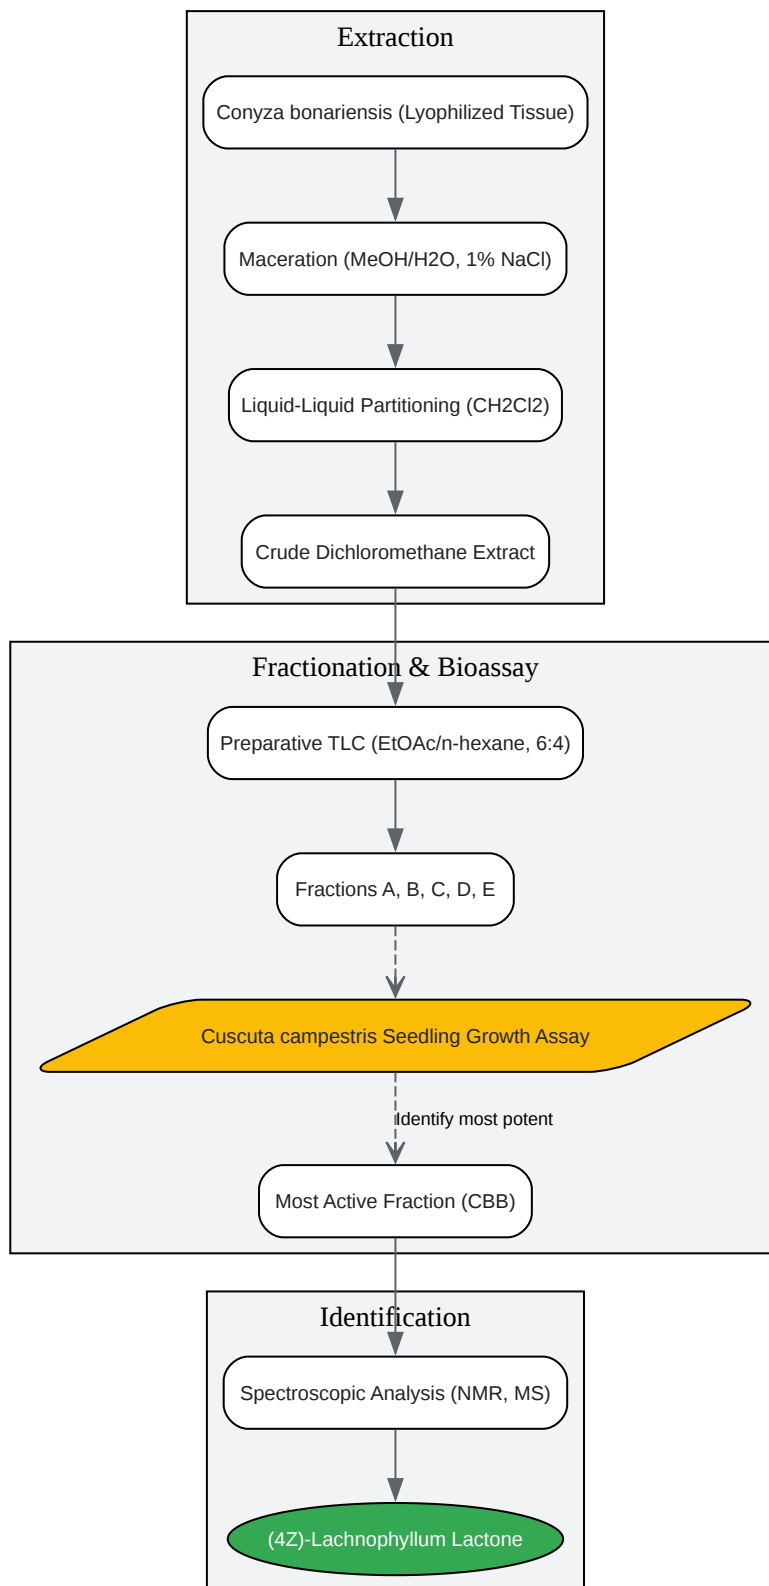 Extraction
Conyza bonariensis (Lyophilized Tissue)
Maceration (MeOH/H2O, 1% NaCl)
Liquid-Liquid Partitioning (CH2Cl2)
Crude Dichloromethane Extract
Fractionation & Bioassay
Preparative TLC (EtOAc/n-hexane, 6:4)
Fractions A, B, C, D, E
Cuscuta campestris Seedling Growth Assay
Identify most potent
Most Active Fraction (CBB)
Identification
Spectroscopic Analysis (NMR, MS)
(4Z)-Lachnophyllum Lactone